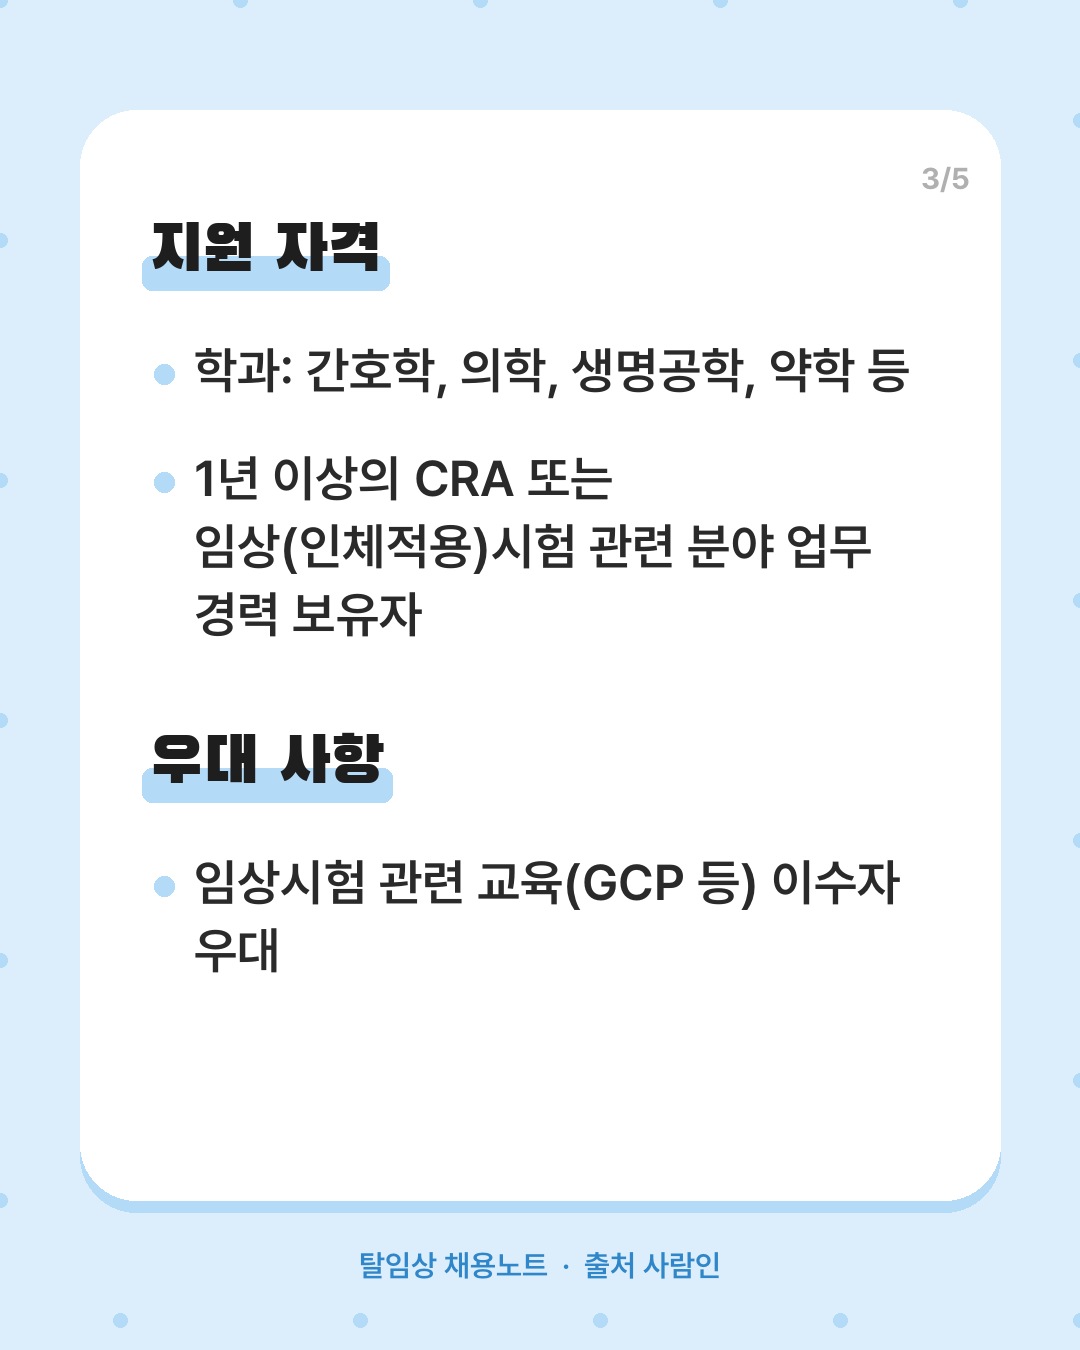 3/5
지원 자격
학과: 간호학, 의학, 생명공학, 약학 등
1년 이상의 CRA 또는
임상(인체적용)시험 관련 분야 업무
경력 보유자
우대 사항
임상시험 관련 교육(GCP 등) 이수자
우대
탈임상 채용노트 · 출처 사람인